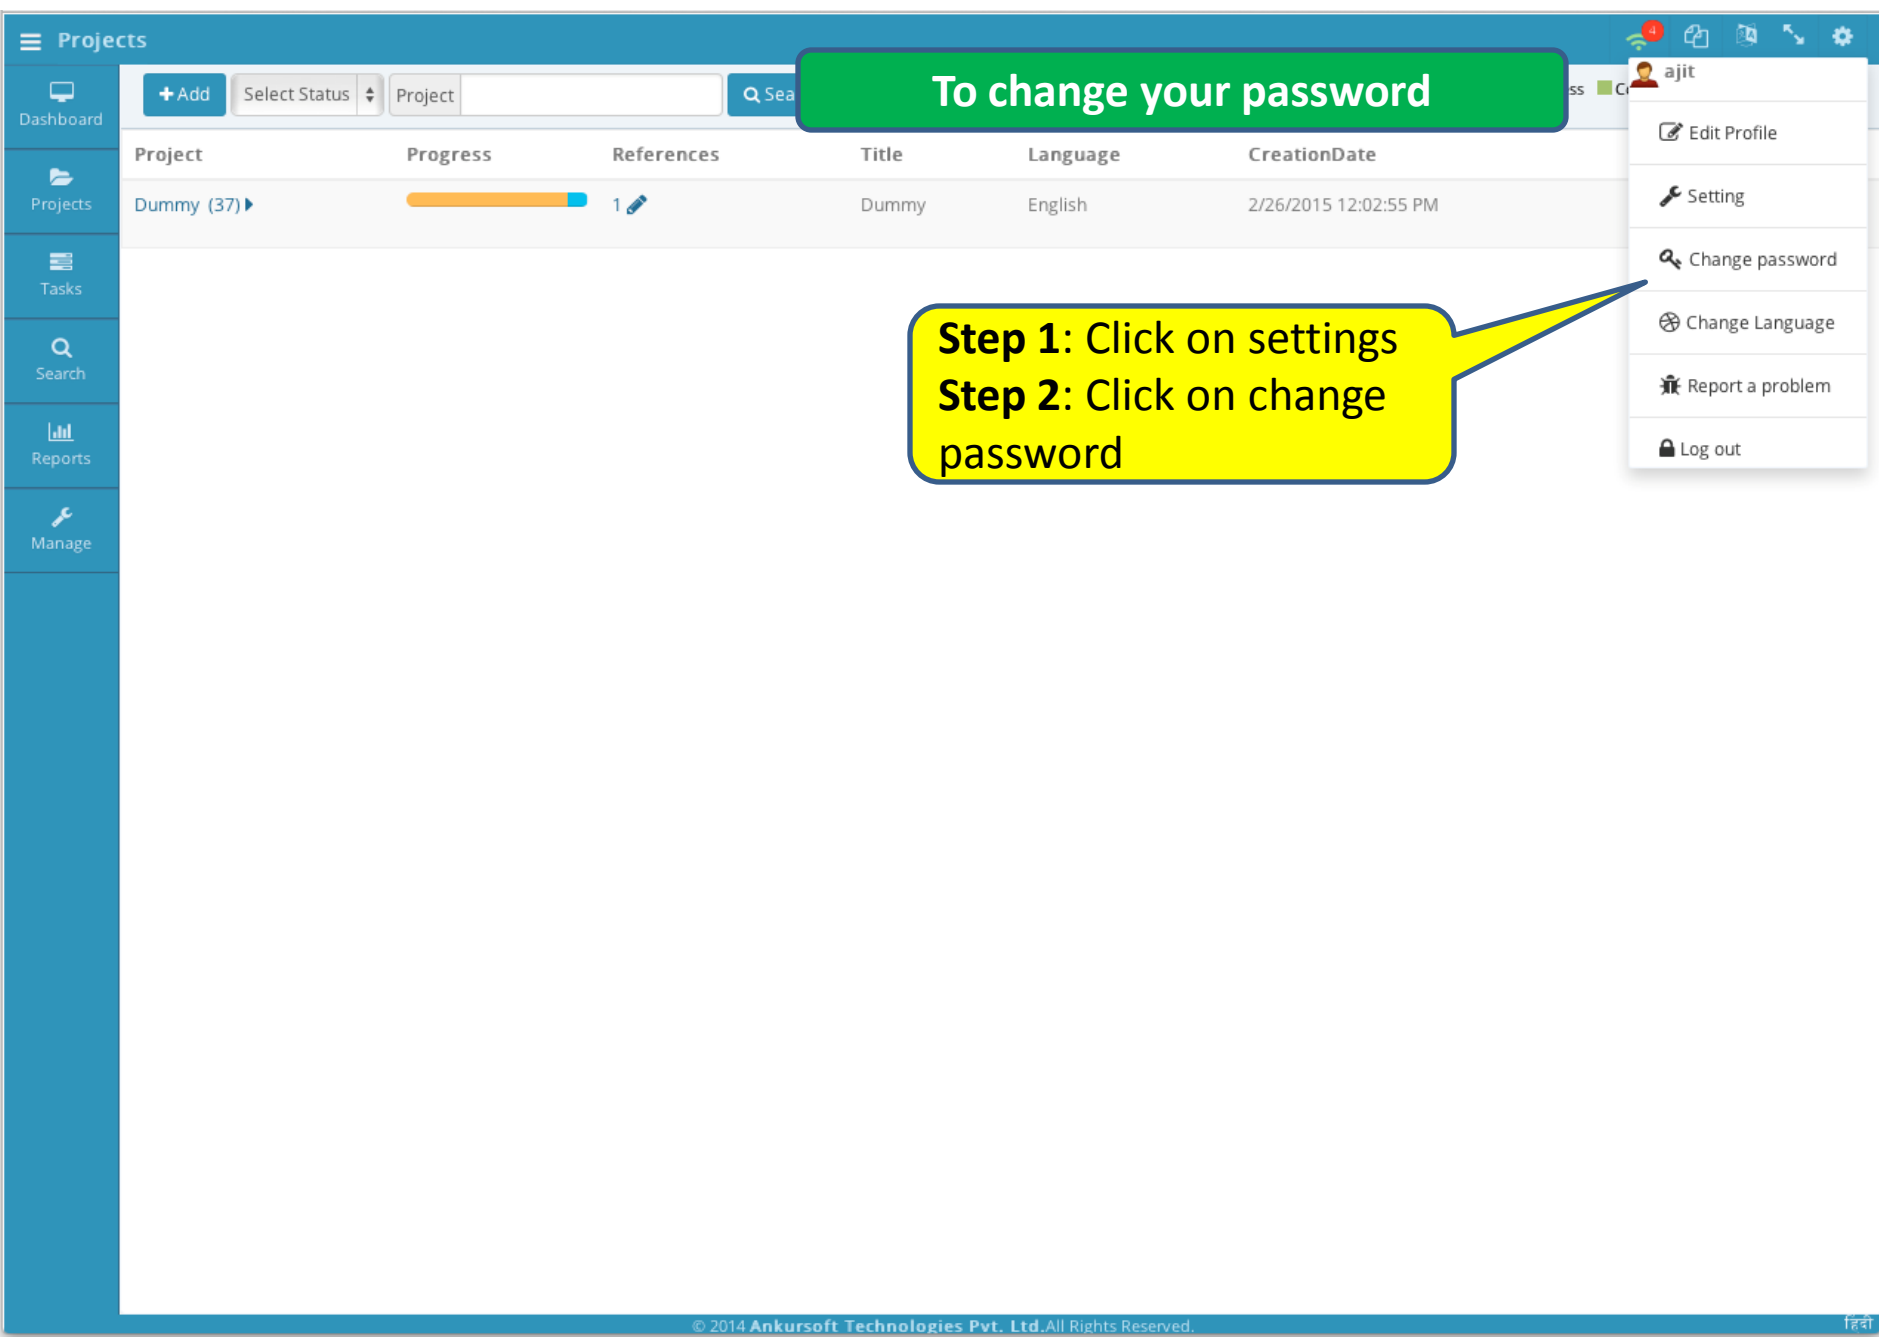 Projects
4
To change your password
ajit
Dashboard
Add
Select Status
Project
Sea
ss
Edit Profile
Project
Progress
References
Title
Language
CreationDate
Projects
Dummy (37)
1
Dummy
English
2/26/2015 12:02:55 PM
Setting
Change password
Tasks
Change Language
Step 1: Click on settings
Step 2: Click on change
password
Search
Report a problem
Reports
Log out
Manage
© 2014 Ankursoft Technologies Pvt. Ltd.All Rights Reserved.
हिंदी